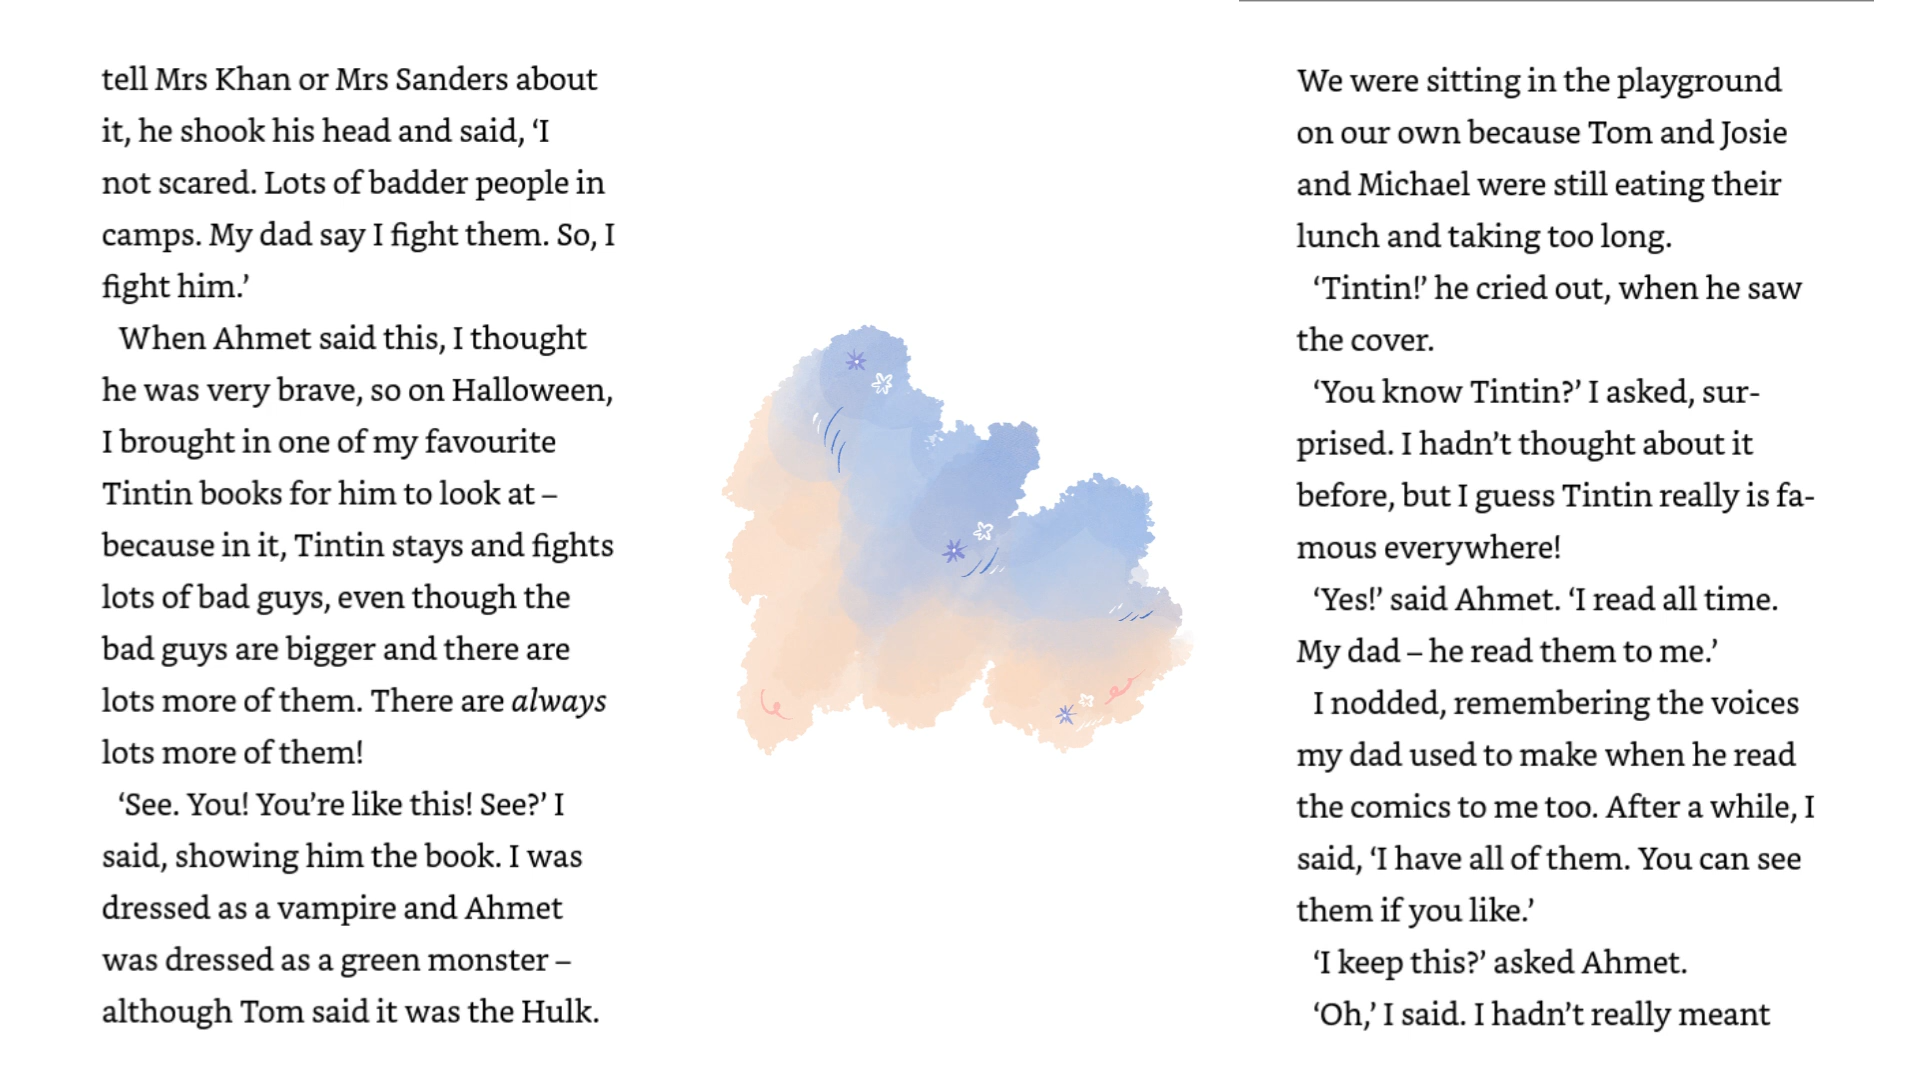 tell Mrs Khan or Mrs Sanders about
it, he shook his head and said, ‘I
not scared. Lots of badder people in
camps. My dad say I fight them. So, I
fight him.’
When Ahmet said this, I thought
he was very brave, so on Halloween,
I brought in one of my favourite
Tintin books for him to look at –
because in it, Tintin stays and fights
lots of bad guys, even though the
bad guys are bigger and there are
lots more of them. There are always
lots more of them!
‘See. You! You’re like this! See?’ I
said, showing him the book. I was
dressed as a vampire and Ahmet
was dressed as a green monster –
although Tom said it was the Hulk.
We were sitting in the playground
on our own because Tom and Josie
and Michael were still eating their
lunch and taking too long.
‘Tintin!’ he cried out, when he saw
the cover.
‘You know Tintin?’ I asked, sur-
prised. I hadn’t thought about it
before, but I guess Tintin really is fa-
mous everywhere!
‘Yes!’ said Ahmet. ‘I read all time.
My dad – he read them to me.’
I nodded, remembering the voices
my dad used to make when he read
the comics to me too. After a while, I
said, ‘I have all of them. You can see
them if you like.’
‘I keep this?’ asked Ahmet.
‘Oh,’ I said. I hadn’t really meant